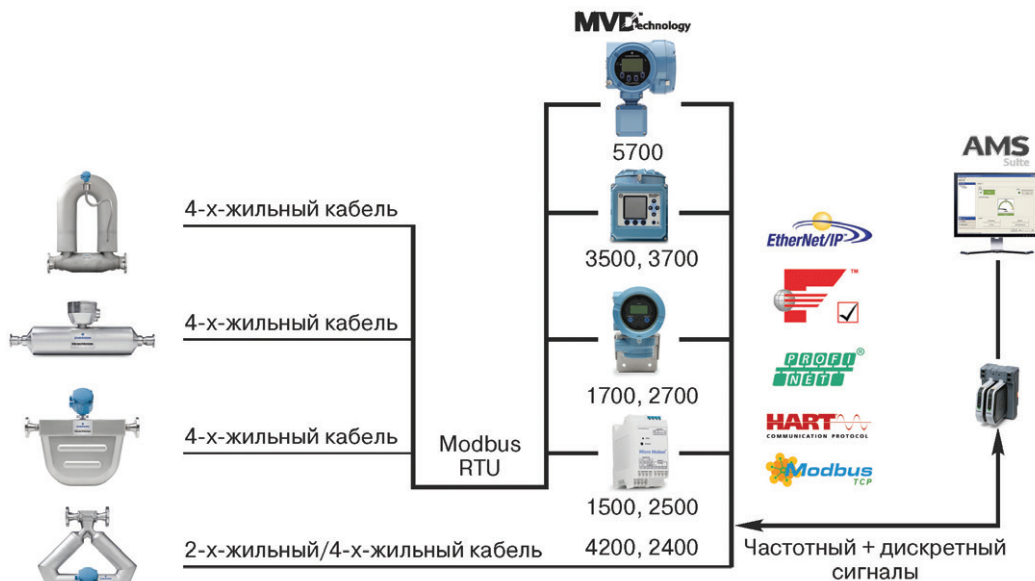 MVD Technology
5700
AMS
Suite
4-х-жильный кабель
3500, 3700
EtherNet/IP™
4-х-жильный кабель
F™
1700, 2700
PROFI
NET®
4-х-жильный кабель
Modbus
RTU
HART
COMMUNICATION PROTOCOL
Modbus
TCP
1500, 2500
2-х-жильный/4-х-жильный кабель
4200, 2400
Частотный + дискретный
сигналы